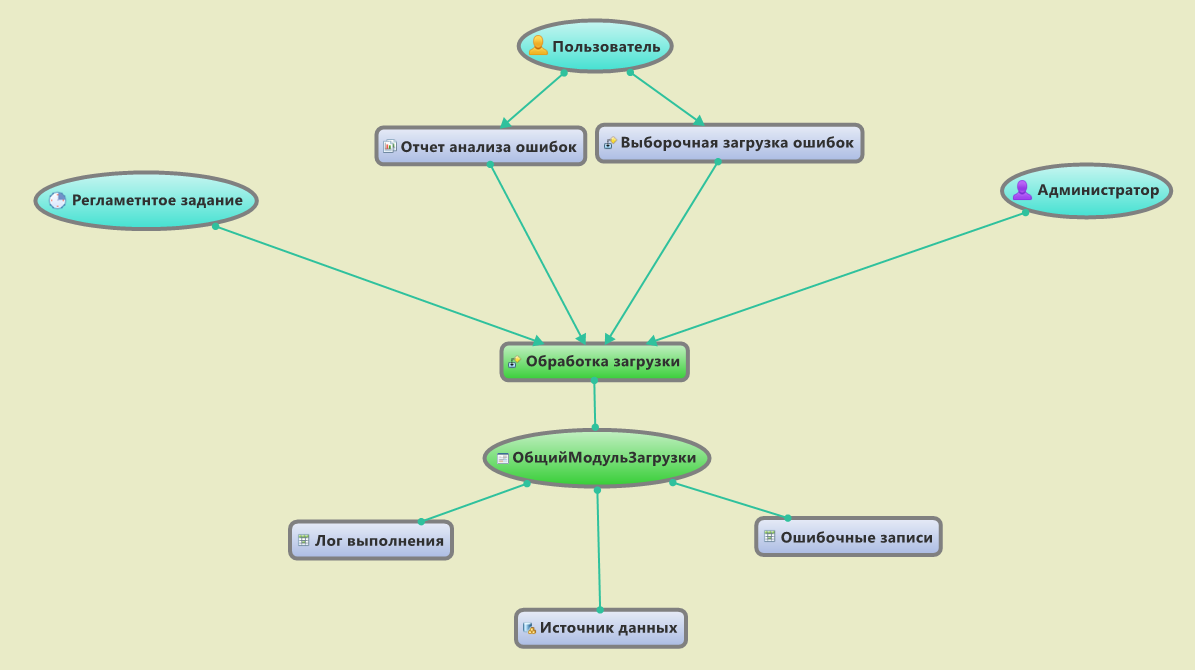 Пользователь
Отчет анализа ошибок
Выборочная загрузка ошибок
Регламетнтое задание
Администратор
Обработка загрузки
ОбщийМодульЗагрузки
Лог выполнения
Ошибочные записи
Источник данных